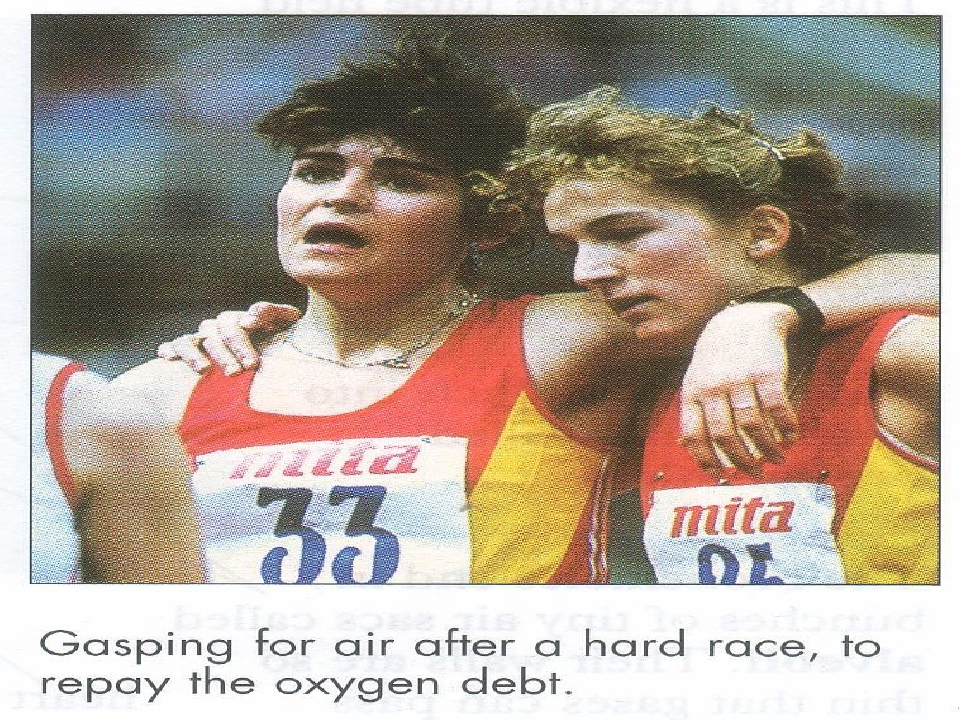 mita
33
mita
Gasping for air after a hard race, to
repay the oxygen debt.